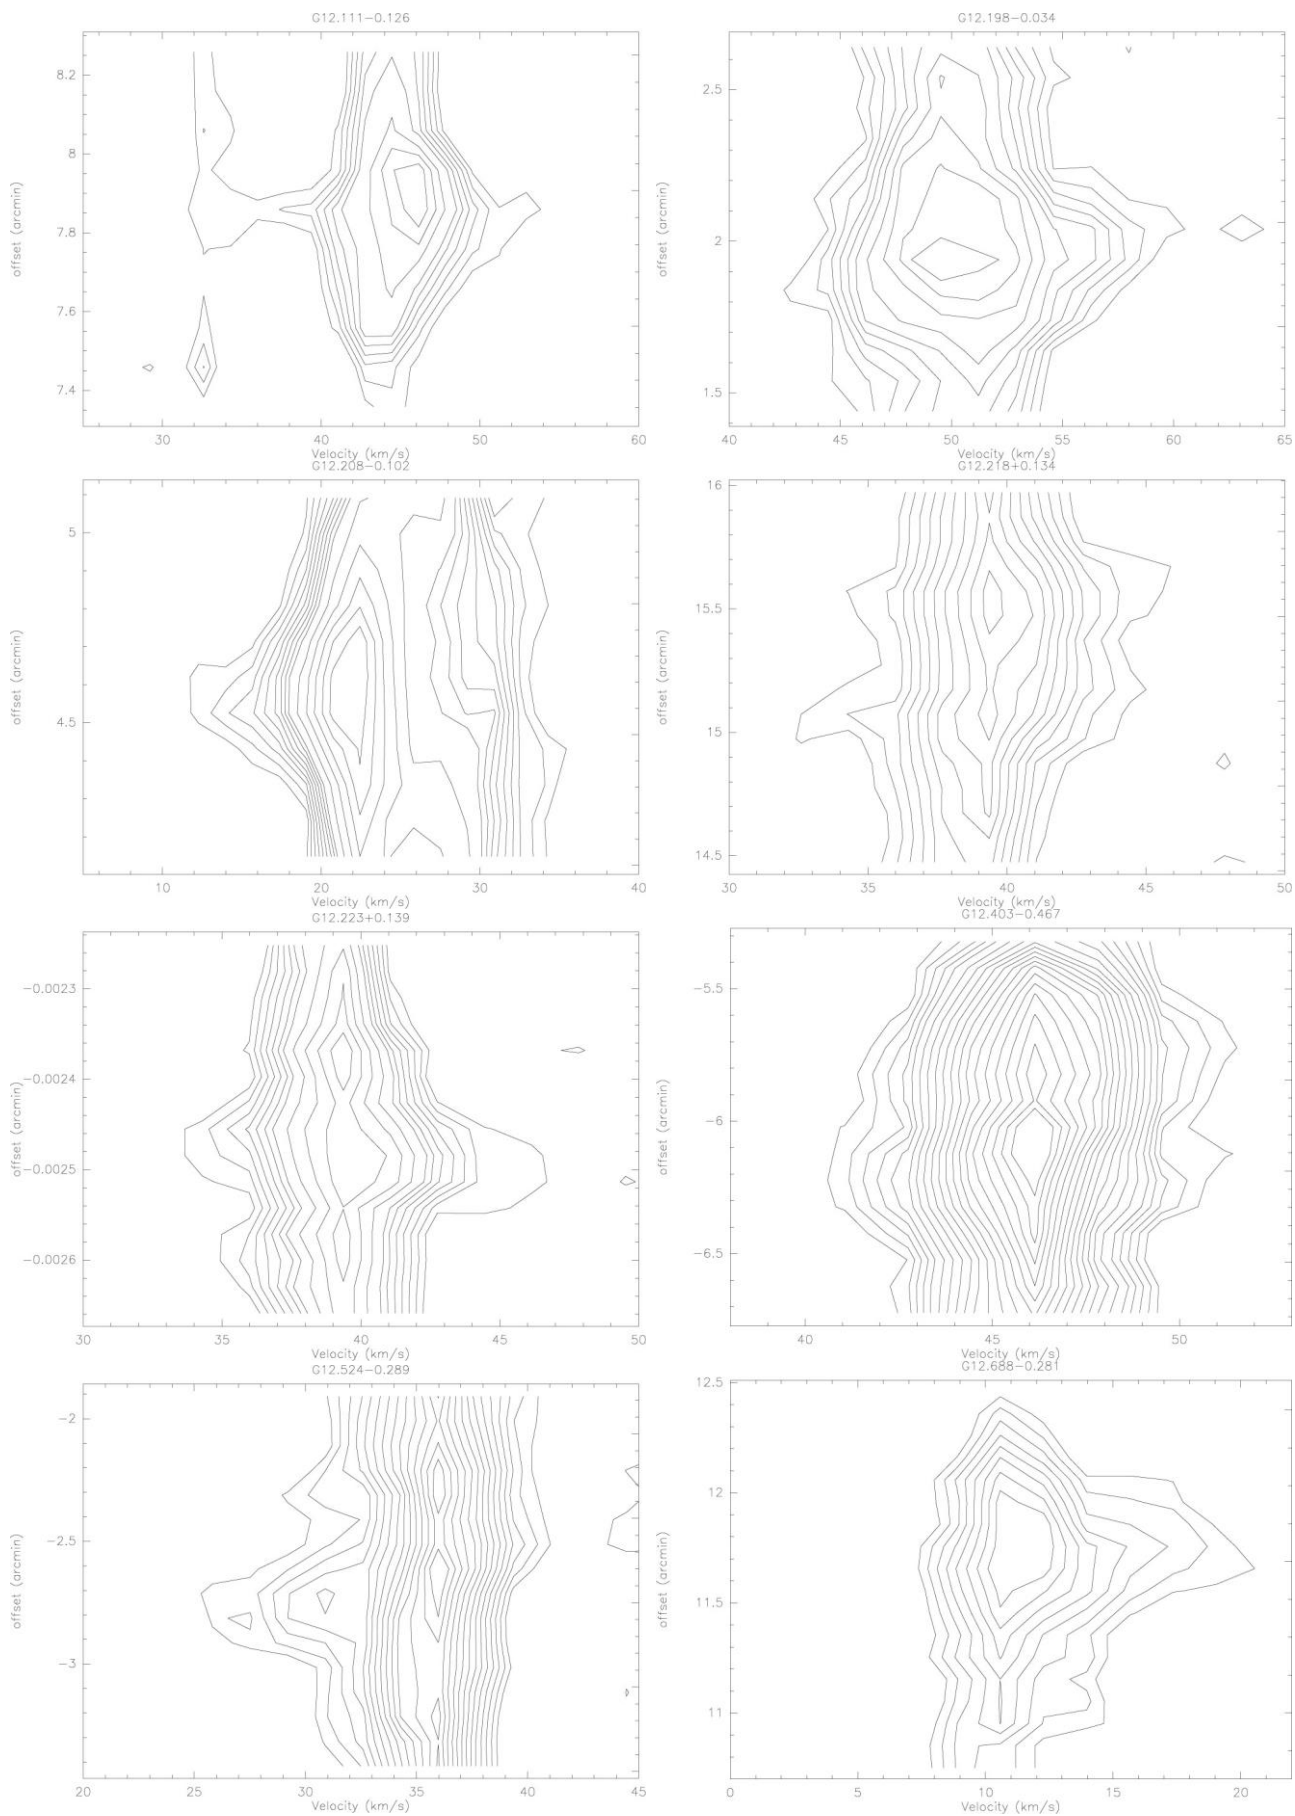 G12.111−0.126
8.2
8
7.8
7.6
7.4
offset (arcmin)
30 40 50 60
Velocity (km/s)
G12.198−0.034
2.5
2
1.5
offset (arcmin)
40 45 50 55 60 65
Velocity (km/s)
G12.208−0.102
5
4.5
offset (arcmin)
10 20 30 40
Velocity (km/s)
G12.218+0.134
16
15.5
15
14.5
offset (arcmin)
30 35 40 45 50
Velocity (km/s)
G12.223+0.139
−0.0023
−0.0024
−0.0025
−0.0026
offset (arcmin)
30 35 40 45 50
Velocity (km/s)
G12.403−0.467
−5.5
−6
−6.5
offset (arcmin)
40 45 50
Velocity (km/s)
G12.524−0.289
−2
−2.5
−3
offset (arcmin)
20 25 30 35 40 45
Velocity (km/s)
G12.688−0.281
12.5
12
11.5
11
offset (arcmin)
0 5 10 15 20
Velocity (km/s)